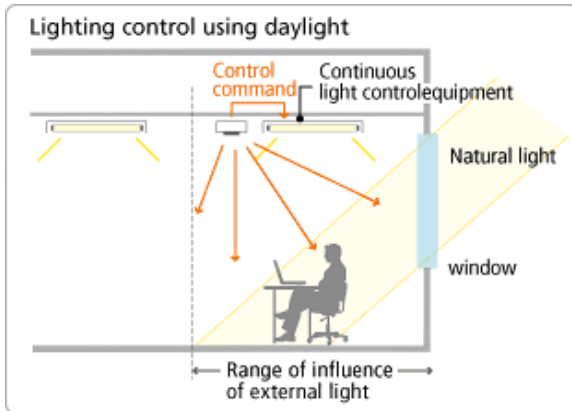 Lighting control using daylight
Control
command
Continuous
light controlequipment
Natural light
window
Range of influence
of external light